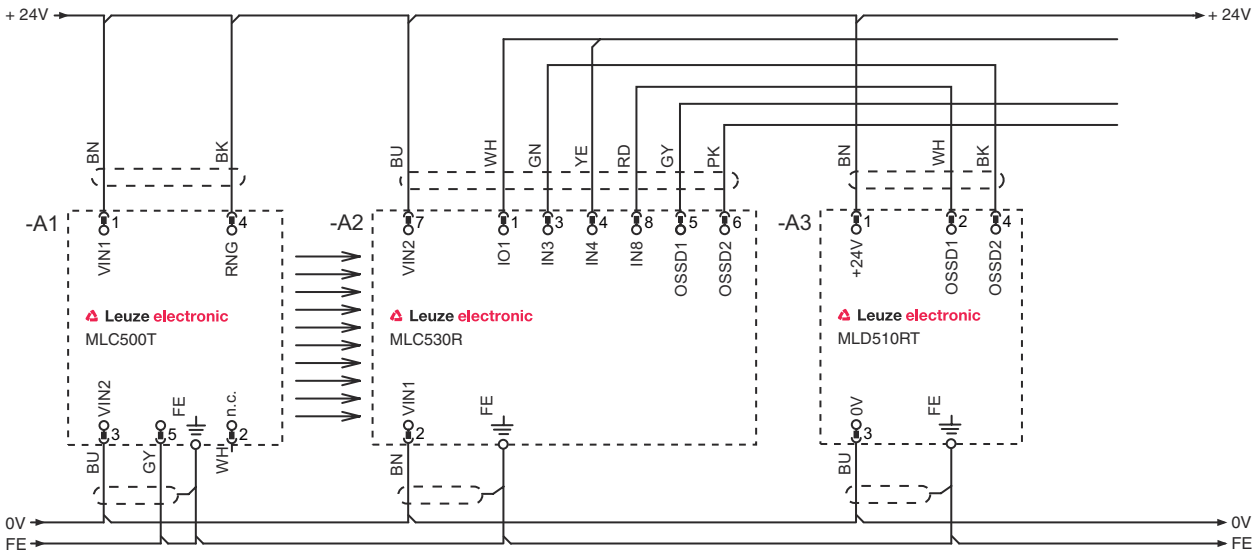 + 24V
+ 24V
BN
BK
BU
WH
GN
YE
RD
GY
PK
BN
WH
BK
-A1
1
4
-A2
7
1
3
4
8
5
6
-A3
1
2
4
VIN1
RNG
VIN2
IO1
IN3
IN4
IN8
OSSD1
OSSD2
+24V
OSSD1
OSSD2
Leuze electronic
MLC500T
Leuze electronic
MLC530R
Leuze electronic
MLD510RT
VIN2
FE
n.c.
VIN1
FE
0V
FE
3
5
2
2
3
BU
GY
WH
BN
BU
0V
0V
FE
FE